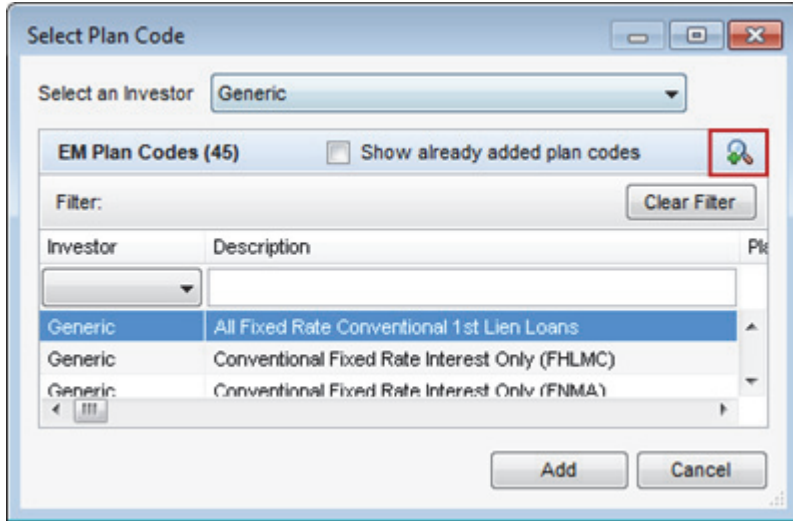 Select Plan Code
Select an Investor Generic
EM Plan Codes (45) Show already added plan codes
Filter: Clear Filter
Investor Description Pla
Generic All Fixed Rate Conventional 1st Lien Loans
Generic Conventional Fixed Rate Interest Only (FHLMC)
Generic Conventional Fixed Rate Interest Only (FNMA)
Add Cancel